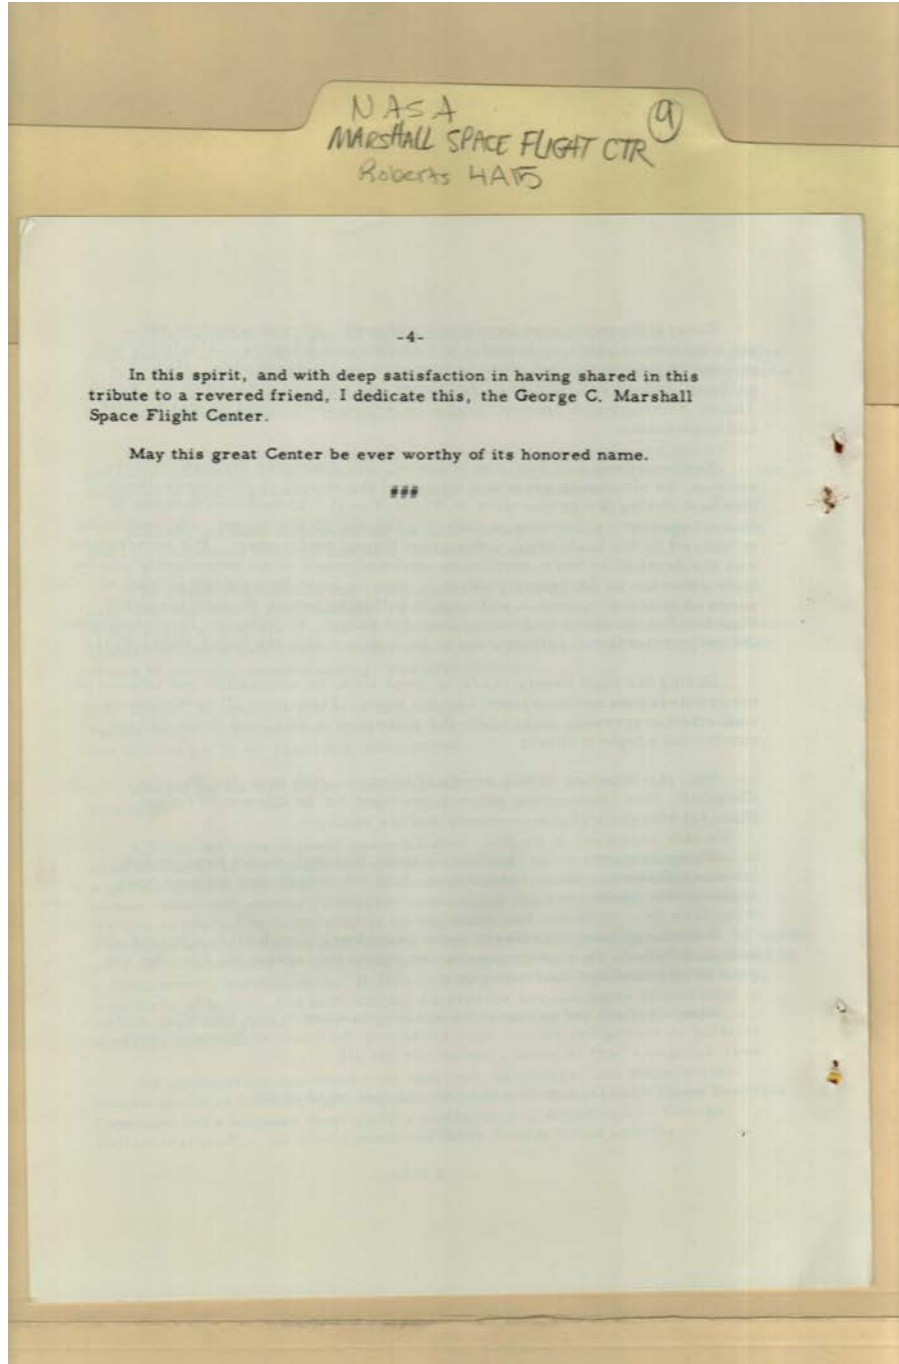 NASA
9
MARSHALL SPACE FLIGHT CTR
Roberts 4A15
-4-
In this spirit, and with deep satisfaction in having shared in this
tribute to a revered friend, I dedicate this, the George C. Marshall
Space Flight Center.
May this great Center be ever worthy of its honored name.
###